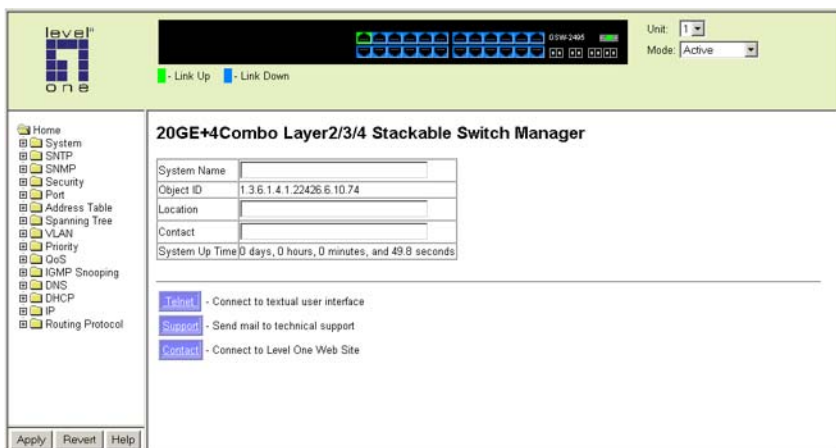 level
one
GSW-2495
Unit: 1
Mode: Active
- Link Up - Link Down
Home
System
SNTP
SNMP
Security
Port
Address Table
Spanning Tree
VLAN
Priority
QoS
IGMP Snooping
DNS
DHCP
IP
Routing Protocol
Apply Revert Help
20GE+4Combo Layer2/3/4 Stackable Switch Manager
System Name
Object ID 1.3.6.1.4.1.22426.6.10.74
Location
Contact
System Up Time 0 days, 0 hours, 0 minutes, and 49.8 seconds
Telnet - Connect to textual user interface
Support - Send mail to technical support
Contact - Connect to Level One Web Site